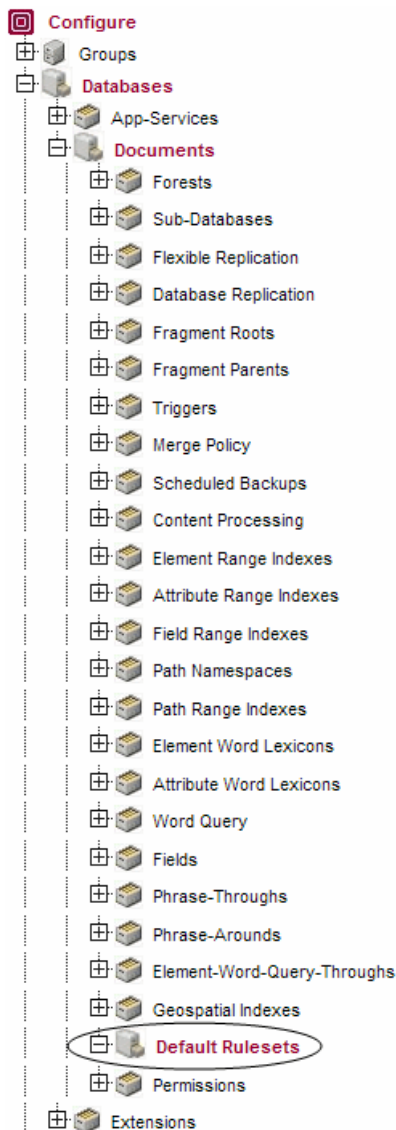 Configure
Groups
Databases
App-Services
Documents
Forests
Sub-Databases
Flexible Replication
Database Replication
Fragment Roots
Fragment Parents
Triggers
Merge Policy
Scheduled Backups
Content Processing
Element Range Indexes
Attribute Range Indexes
Field Range Indexes
Path Namespaces
Path Range Indexes
Element Word Lexicons
Attribute Word Lexicons
Word Query
Fields
Phrase-Throughs
Phrase-Arounds
Element-Word-Query-Throughs
Geospatial Indexes
Default Rulesets
Permissions
Extensions